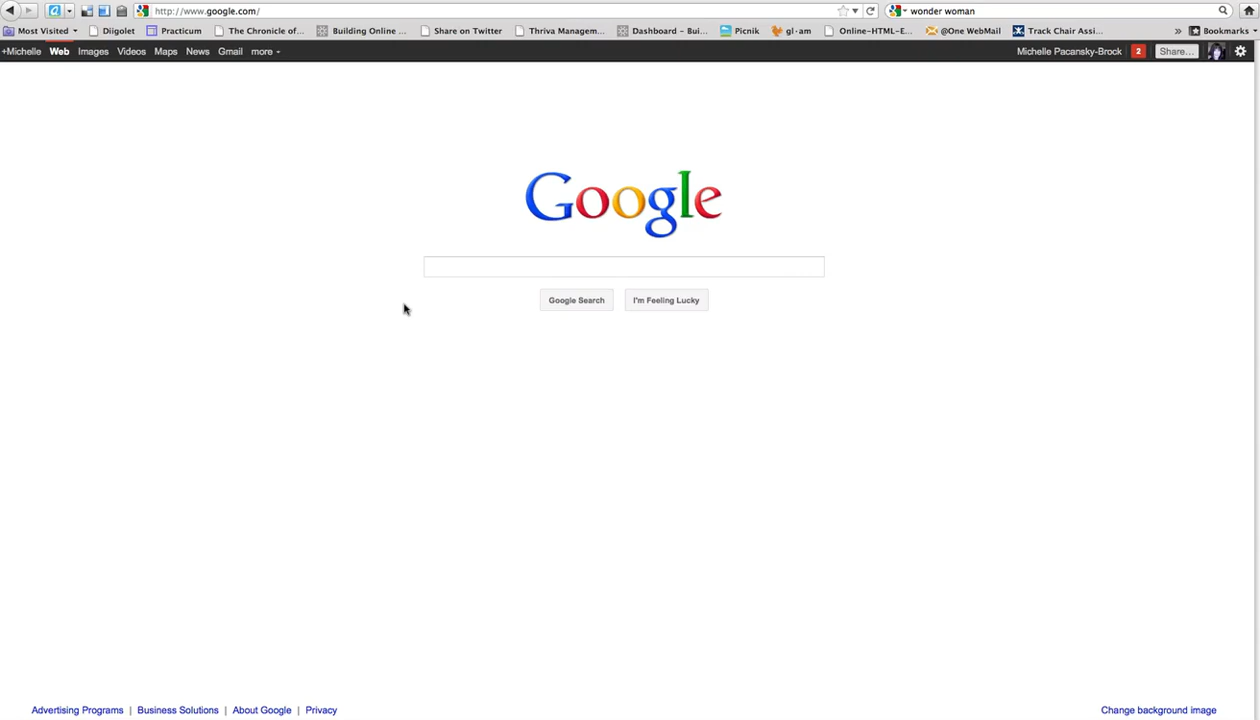 http://www.google.com/ wonder woman
Most Visited Diigolet Practicum The Chronicle of... Building Online ... Share on Twitter Thriva Managem... Dashboard - Bui... Picnik gl-am Online-HTML-E... @One WebMail Track Chair Assi... » Bookmarks
+Michelle Web Images Videos Maps News Gmail more Michelle Pacansky-Brock 2 Share...
Google
Google Search I'm Feeling Lucky
Advertising Programs | Business Solutions | About Google | Privacy Change background image